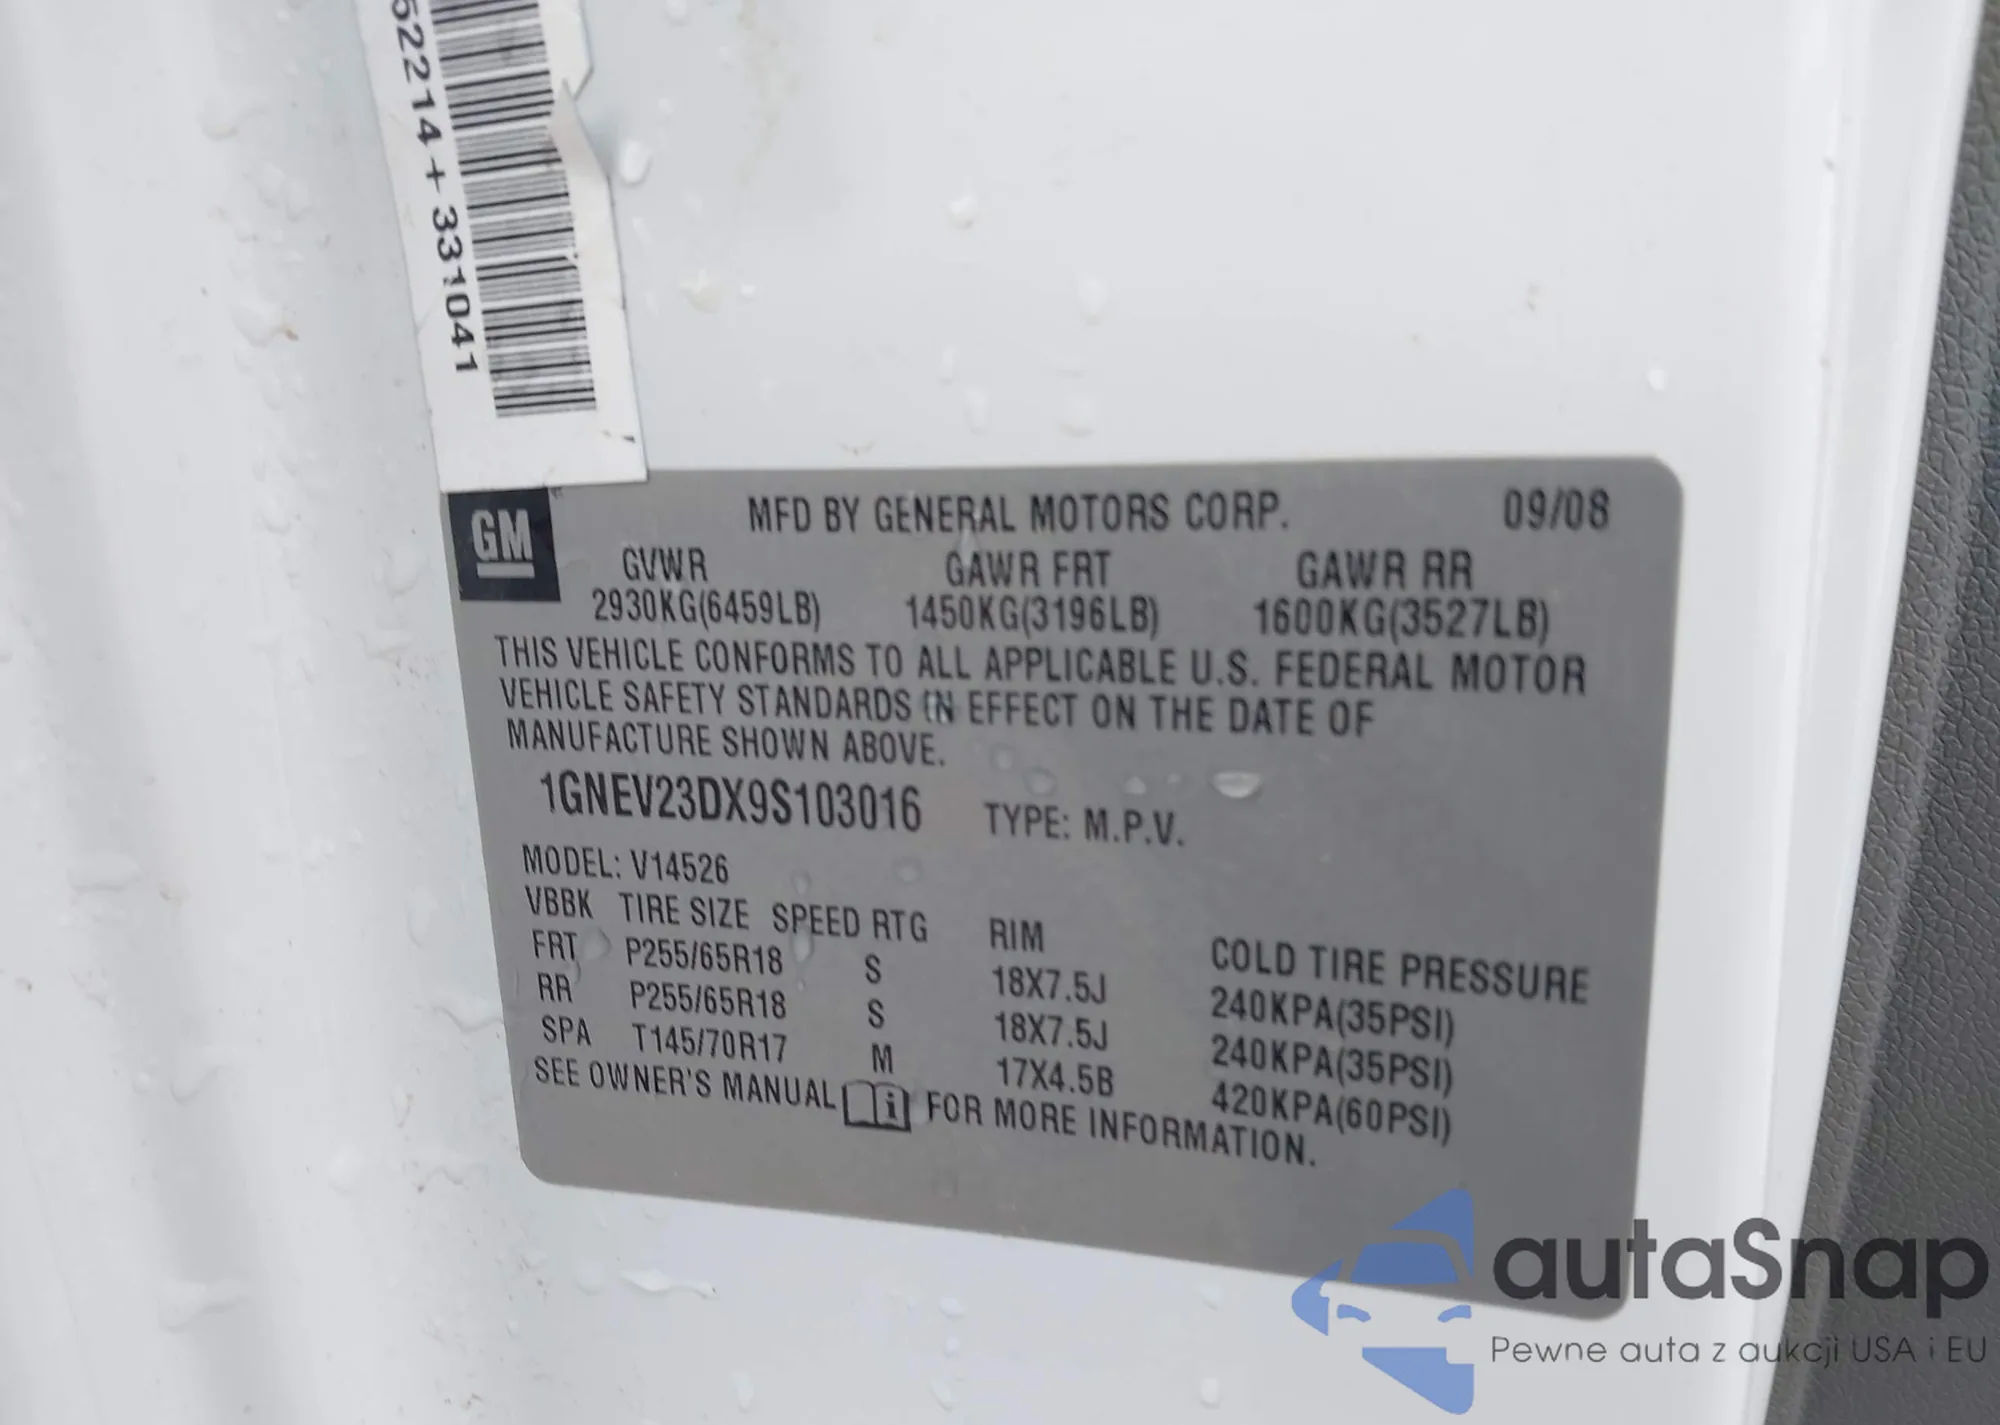 52214+331041
GM
MFD BY GENERAL MOTORS CORP. 09/08
GVWR GAWR FRT GAWR RR
2930KG(6459LB) 1450KG(3196LB) 1600KG(3527LB)
THIS VEHICLE CONFORMS TO ALL APPLICABLE U.S. FEDERAL MOTOR
VEHICLE SAFETY STANDARDS IN EFFECT ON THE DATE OF
MANUFACTURE SHOWN ABOVE.
1GNEV23DX9S103016 TYPE: M.P.V.
MODEL: V14526
VBBK TIRE SIZE SPEED RTG RIM COLD TIRE PRESSURE
FRT P255/65R18 S 18X7.5J 240KPA(35PSI)
RR P255/65R18 S 18X7.5J 240KPA(35PSI)
SPA T145/70R17 M 17X4.5B 420KPA(60PSI)
SEE OWNER'S MANUAL i FOR MORE INFORMATION.
autaSnap
Pewne auta z aukcji USA i EU